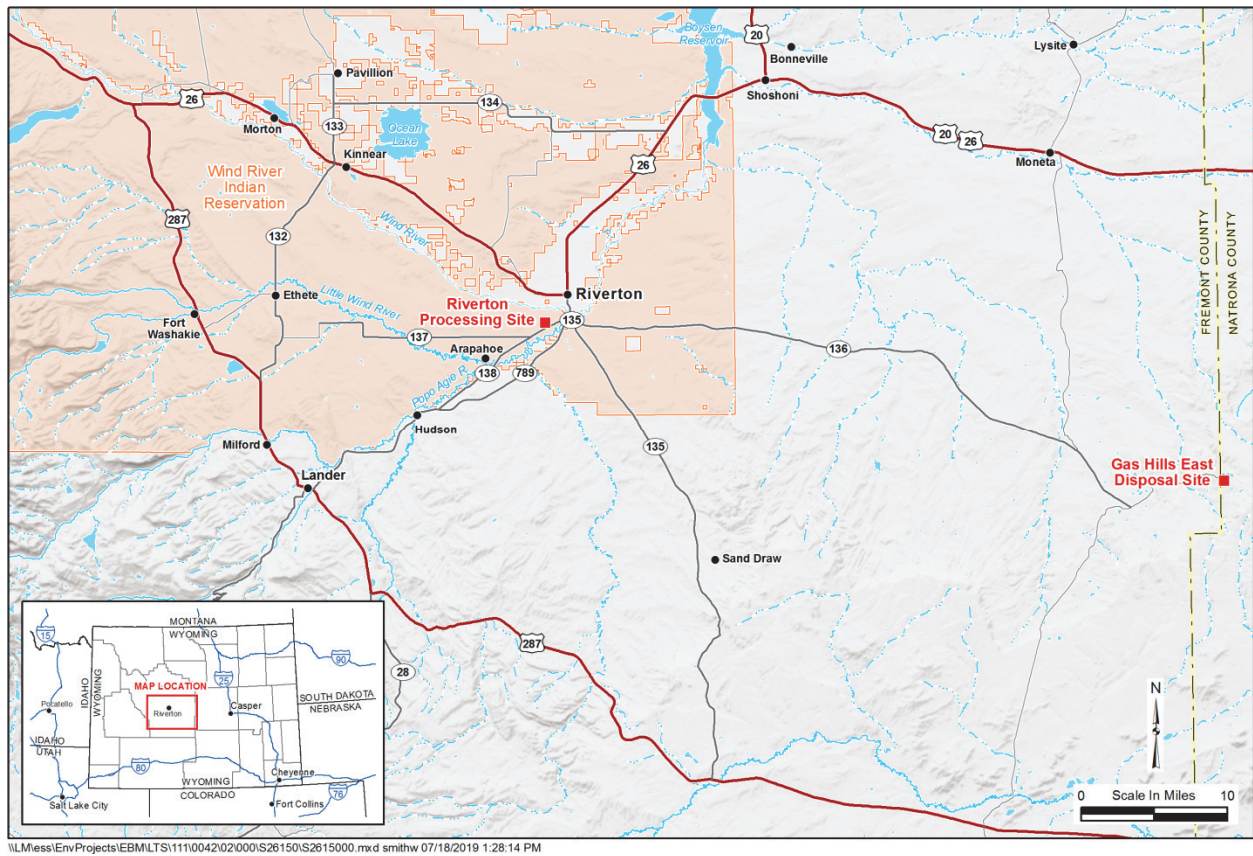 Boysen
Reservoir
20
Bonneville
Lysite
Pavillion
Shoshoni
26
134
Morton
133
Ocean
Lake
Kinnear
26
20
26
Moneta
Wind River
Indian
Reservation
287
Wind River
132
FREMONT COUNTY
NATRONA COUNTY
Ethete
Little Wind River
Riverton
Riverton
Processing Site
135
Fort
Washakie
137
Arapahoe
136
138
789
Popo Agie R.
Hudson
Milford
135
Lander
Gas Hills East
Disposal Site
Sand Draw
287
28
N
Scale In Miles
0
10
MONTANA
WYOMING
15
90
IDAHO
WYOMING
25
MAP LOCATION
SOUTH DAKOTA
NEBRASKA
Pocatello
Riverton
Casper
IDAHO
UTAH
80
Cheyenne
WYOMING
COLORADO
Salt Lake City
Fort Collins
76
\\LM\ess\EnvProjects\EBM\LTS\111\0042\02\000\S26150\S2615000.mxd smithw 07/18/2019 1:28:14 PM